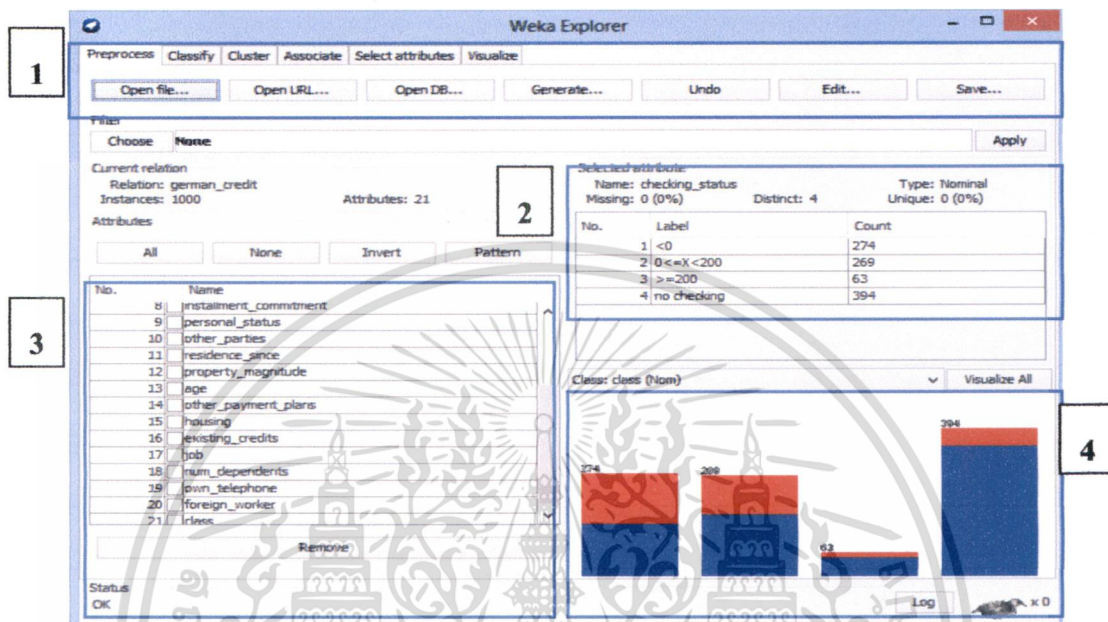 Weka Explorer
1
Preprocess Classify Cluster Associate Select attributes Visualize
Open file... Open URL... Open DB... Generate... Undo Edit... Save...
Filter
Choose None Apply
Current relation
Relation: german_credit
Instances: 1000 Attributes: 21
Attributes
All None Invert Pattern
2
Selected attribute
Name: checking_status Type: Nominal
Missing: 0 (0%) Distinct: 4 Unique: 0 (0%)
No. Label Count
1 <0 274
2 0<=X<200 269
3 >=200 63
4 no checking 394
3
No. Name
8 installment_commitment
9 personal_status
10 other_parties
11 residence_since
12 property_magnitude
13 age
14 other_payment_plans
15 housing
16 existing_credits
17 job
18 num_dependents
19 own_telephone
20 foreign_worker
21 class
Remove
Class: class (Nom) Visualize All
274 269 63 394
4
Status
OK
Log x 0